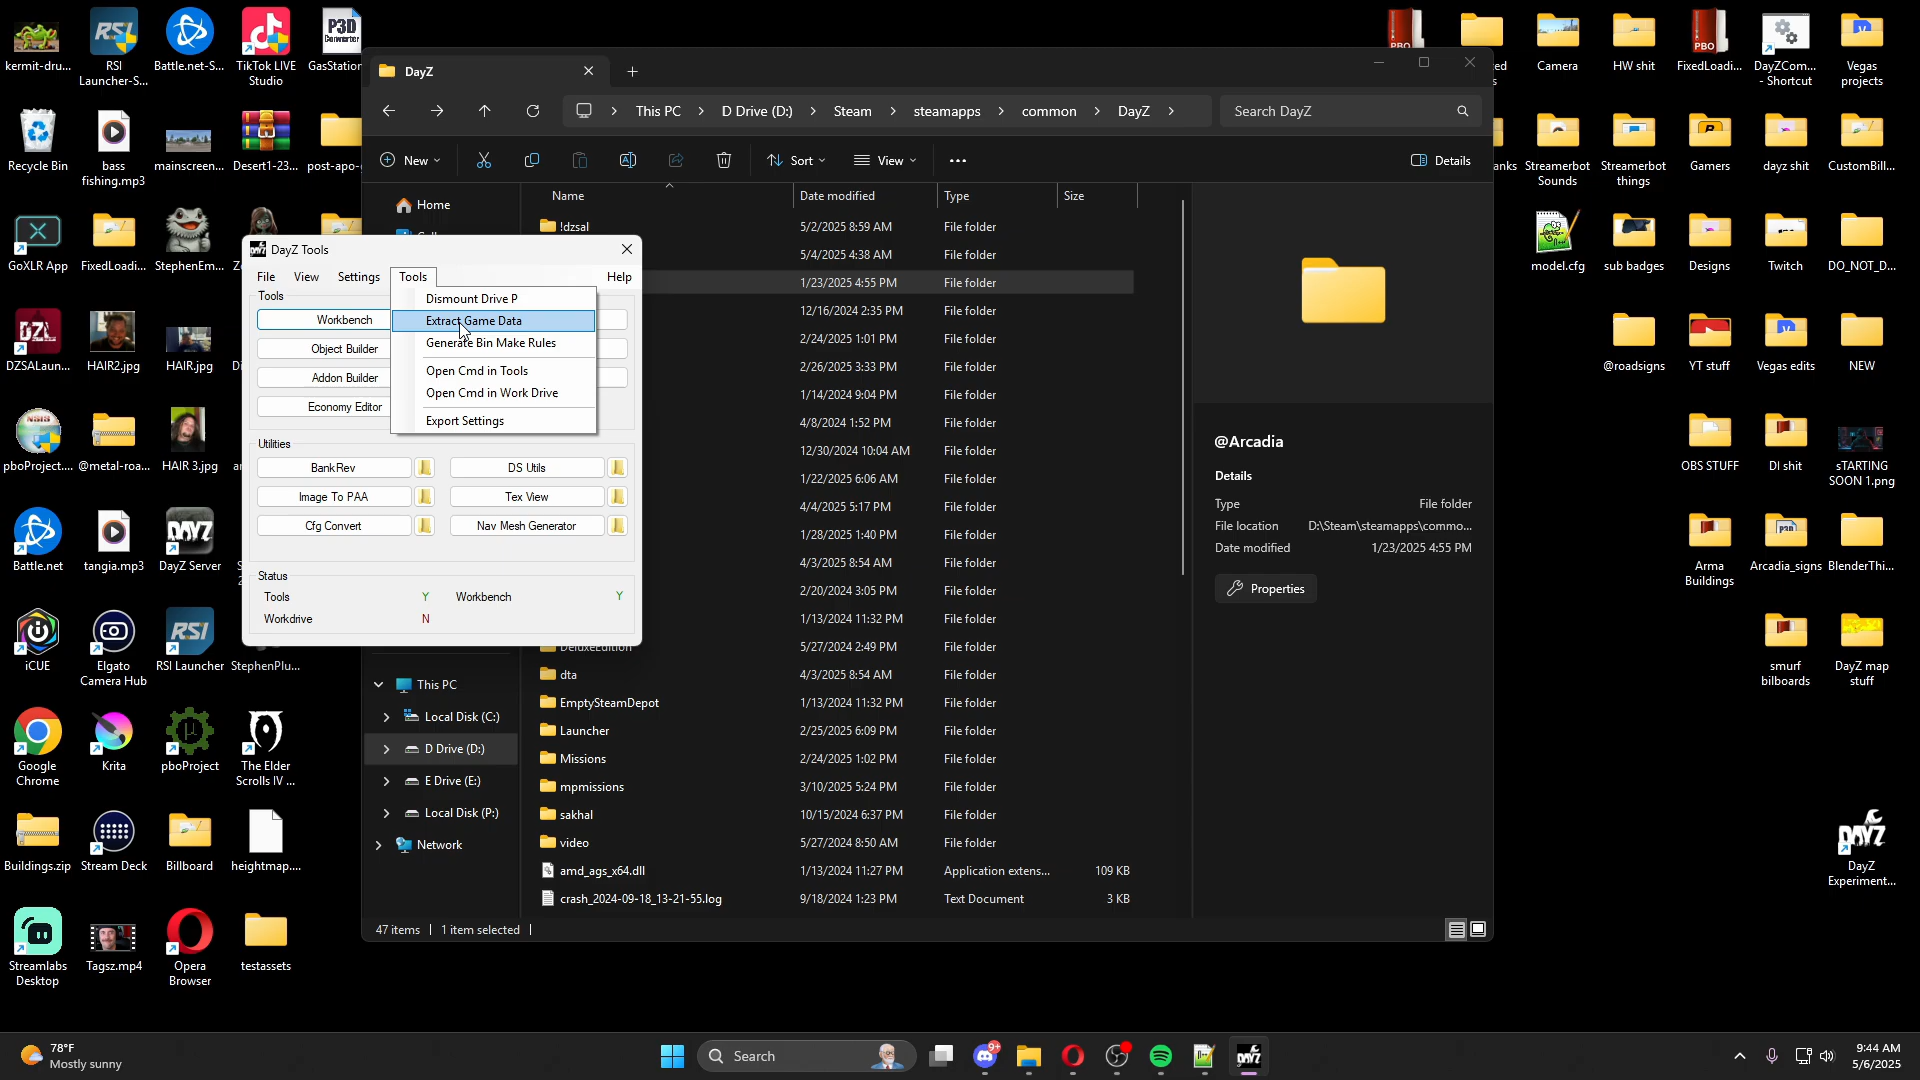 kermit-dru...
RSI
Launcher-S...
Battle.net-S...
TikTok LIVE
Studio
GasStation
Recycle Bin
bass
fishing.mp3
mainscreen...
Desert1-23...
post-apo-
GoXLR App
FixedLoadi...
StephenEm...
DZSALaun...
HAIR2.jpg
HAIR.jpg
pboProject....
@metal-roa...
HAIR 3.jpg
Battle.net
tangia.mp3
DayZ Server
iCUE
Elgato
Camera Hub
RSI Launcher
StephenPlu...
Google
Chrome
Krita
pboProject
The Elder
Scrolls IV ...
Buildings.zip
Stream Deck
Billboard
heightmap....
Streamlabs
Desktop
Tagsz.mp4
Opera
Browser
testassets
DayZ
This PC
D Drive (D:)
Steam
steamapps
common
DayZ
Search DayZ
New
Sort
View
Details
Home
Name
Date modified
Type
Size
!dzsal
5/2/2025 8:59 AM
File folder
5/4/2025 4:38 AM
File folder
1/23/2025 4:55 PM
File folder
12/16/2024 2:35 PM
File folder
2/24/2025 1:01 PM
File folder
2/26/2025 3:33 PM
File folder
1/14/2024 9:04 PM
File folder
4/8/2024 1:52 PM
File folder
12/30/2024 10:04 AM
File folder
1/22/2025 6:06 AM
File folder
4/4/2025 5:17 PM
File folder
1/28/2025 1:40 PM
File folder
4/3/2025 8:54 AM
File folder
2/20/2024 3:05 PM
File folder
1/13/2024 11:32 PM
File folder
DeluxeEdition
5/27/2024 2:49 PM
File folder
dta
4/3/2025 8:54 AM
File folder
EmptySteamDepot
1/13/2024 11:32 PM
File folder
Launcher
2/25/2025 6:09 PM
File folder
Missions
2/24/2025 1:02 PM
File folder
mpmissions
3/10/2025 5:24 PM
File folder
sakhal
10/15/2024 6:37 PM
File folder
video
5/27/2024 8:50 AM
File folder
amd_ags_x64.dll
1/13/2024 11:27 PM
Application extens...
109 KB
crash_2024-09-18_13-21-55.log
9/18/2024 1:23 PM
Text Document
3 KB
This PC
Local Disk (C:)
D Drive (D:)
E Drive (E:)
Local Disk (P:)
Network
47 items
1 item selected
@Arcadia
Details
Type
File folder
File location
D:\Steam\steamapps\commo...
Date modified
1/23/2025 4:55 PM
Properties
DayZ Tools
File
View
Settings
Tools
Help
Tools
Workbench
Object Builder
Addon Builder
Economy Editor
Dismount Drive P
Extract Game Data
Generate Bin Make Rules
Open Cmd in Tools
Open Cmd in Work Drive
Export Settings
Utilities
BankRev
DS Utils
Image To PAA
Tex View
Cfg Convert
Nav Mesh Generator
Status
Tools
Y
Workbench
Y
Workdrive
N
Camera
HW shit
FixedLoadi...
DayZCom...
- Shortcut
Vegas
projects
Streamerbot
Sounds
Streamerbot
things
Gamers
dayz shit
CustomBill...
model.cfg
sub badges
Designs
Twitch
DO_NOT_D...
@roadsigns
YT stuff
Vegas edits
NEW
OBS STUFF
DI shit
sTARTING
SOON 1.png
Arma
Buildings
Arcadia_signs
BlenderThi...
smurf
bilboards
DayZ map
stuff
DayZ
Experiment...
78°F
Mostly sunny
Search
9:44 AM
5/6/2025